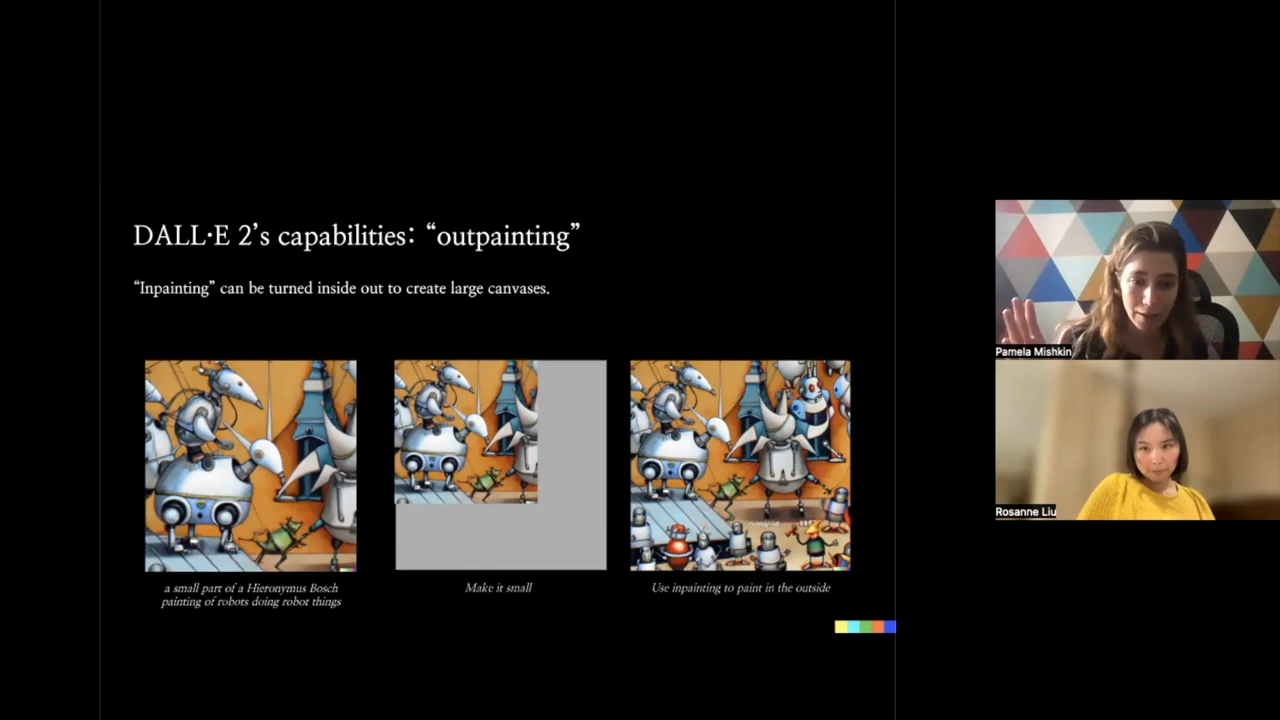 DALL·E 2’s capabilities: “outpainting”
“Inpainting” can be turned inside out to create large canvases.
a small part of a Hieronymus Bosch
painting of robots doing robot things
Make it small
Use inpainting to paint in the outside
Pamela Mishkin
Rosanne Liu